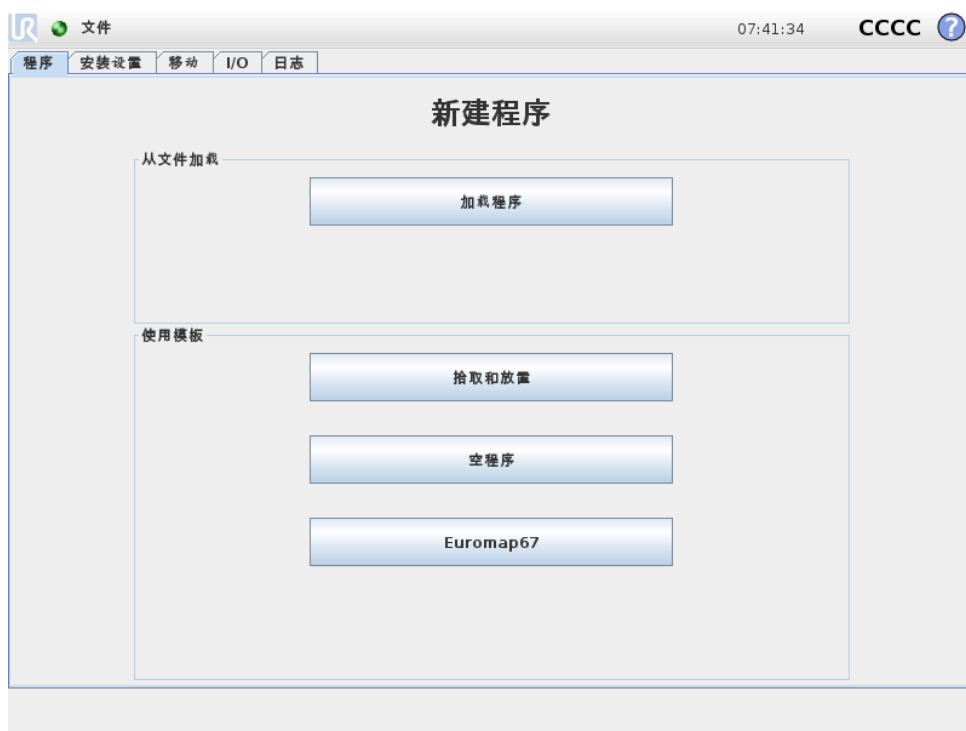 UR 文件 07:41:34 CCCC ?
程序 安装设置 移动 I/O 日志
新建程序
从文件加载
加载程序
使用模板
拾取和放置
空程序
Euromap67